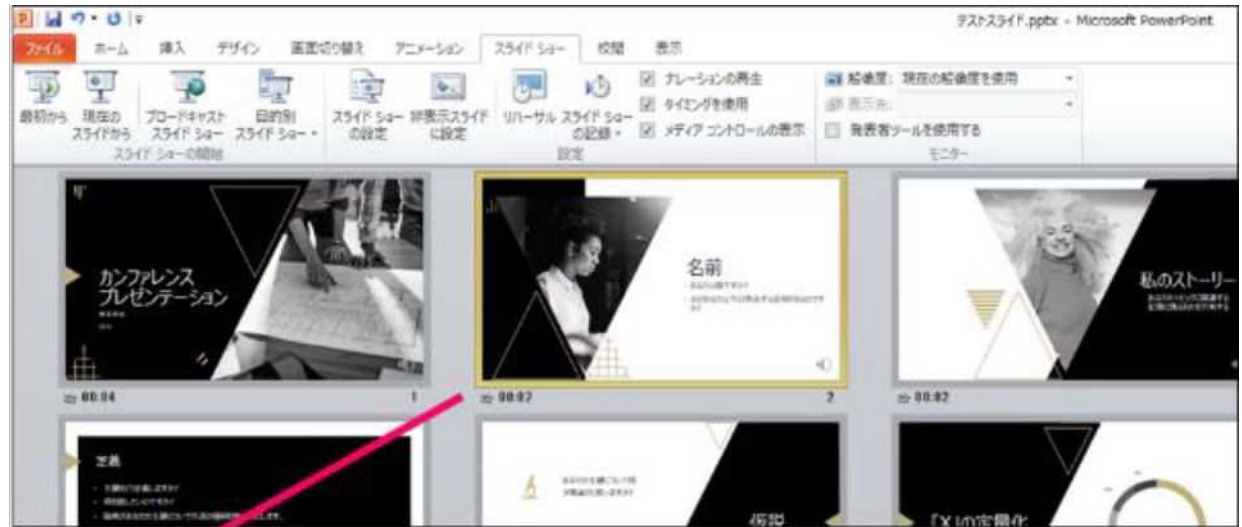 テストスライド.pptx - Microsoft PowerPoint
ファイル ホーム 挿入 デザイン 画面切り替え アニメーション スライド ショー 校閲 表示
最初から
現在の
スライドから
ブロードキャスト
スライド ショー
目的別
スライド ショー
スライド ショー
の設定
非表示スライド
に設定
リハーサル
スライド ショー
の記録
ナレーションの再生
タイミングを使用
メディア コントロールの表示
解像度: 現在の解像度を使用
表示先:
発表者ツールを使用する
スライド ショーの開始
設定
モニター
カンファレンス
プレゼンテーション
名前
私のストーリー
00:04 1
00:02 2
00:02
定義
仮説
「X」の定量化